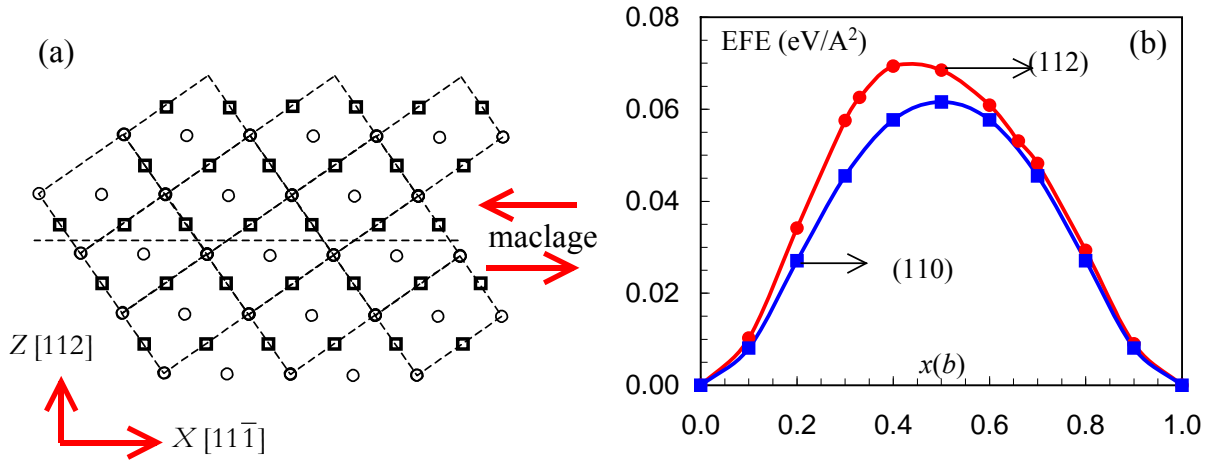 (a)
maclage
Z [112]
X [111̅]
0.08
0.06
0.04
0.02
0.00
EFE (eV/A²)
(b)
(112)
(110)
x(b)
0.0 0.2 0.4 0.6 0.8 1.0